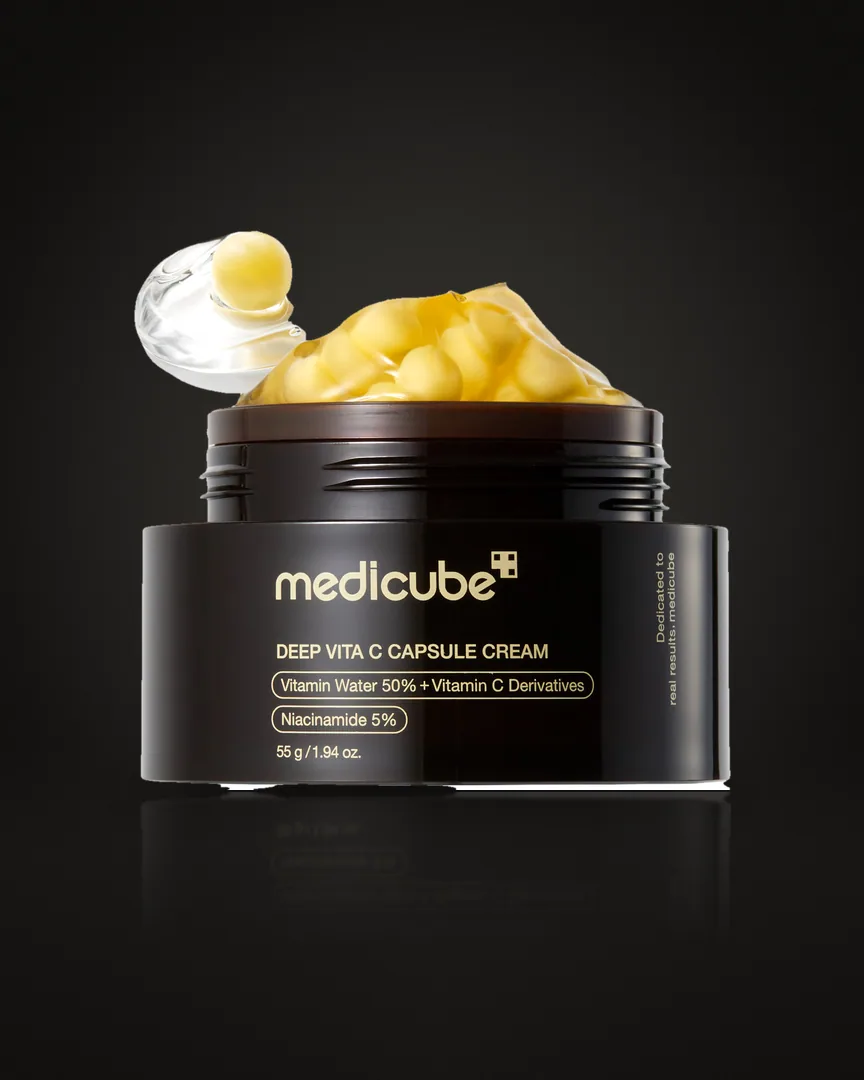 medicube
DEEP VITA C CAPSULE CREAM
Vitamin Water 50% + Vitamin C Derivatives
Niacinamide 5%
55 g / 1.94 oz.
Dedicated to
real results. medicube